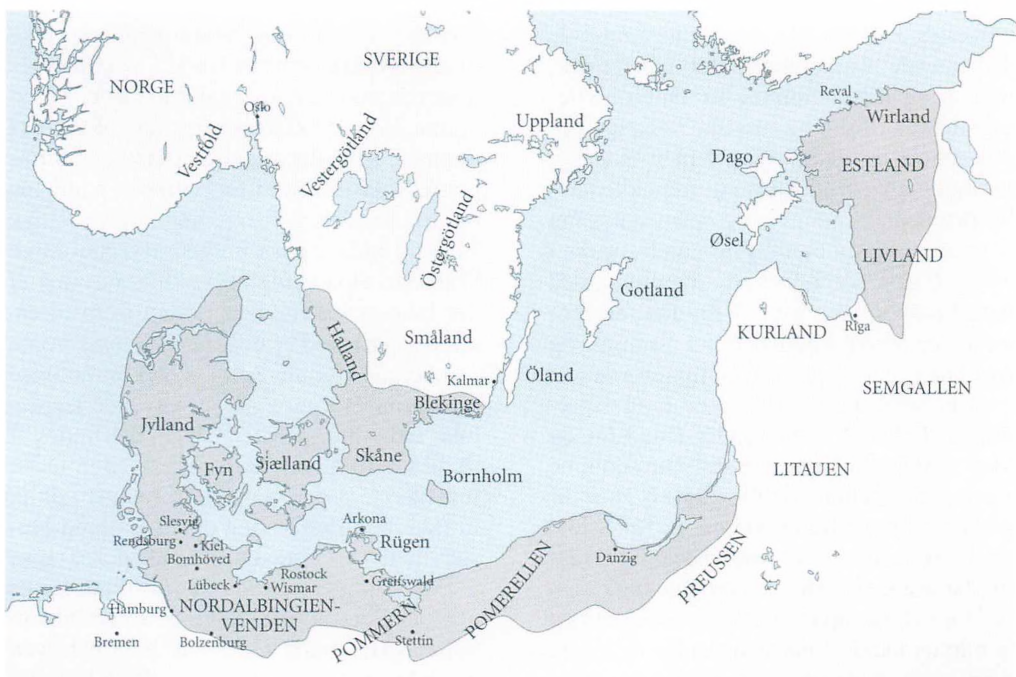 NORGE
SVERIGE
Oslo
Vestfold
Vestergötland
Östergötland
Uppland
Reval
Wirland
Dago
ESTLAND
Øsel
LIVLAND
Gotland
Halland
Småland
KURLAND
Riga
Kalmar
Öland
Blekinge
SEMGALLEN
Jylland
Fyn
Sjælland
Skåne
Bornholm
LITAUEN
Slesvig
Rendsburg
Kiel
Bornhöved
Arkona
Rügen
Danzig
Lübeck
Rostock
Wismar
Greifswald
PREUSSEN
POMERELLEN
Hamburg
NORDALBINGIEN-
VENDEN
POMMERN
Stettin
Bremen
Bolzenburg